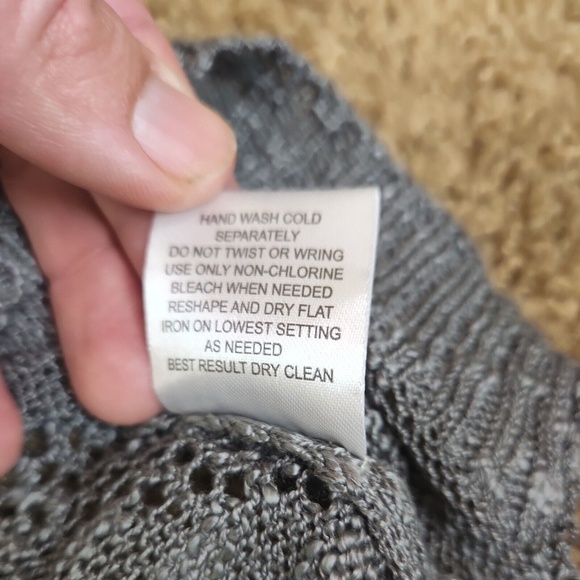 HAND WASH COLD
SEPARATELY
DO NOT TWIST OR WRING
USE ONLY NON-CHLORINE
BLEACH WHEN NEEDED
RESHAPE AND DRY FLAT
IRON ON LOWEST SETTING
AS NEEDED
BEST RESULT DRY CLEAN